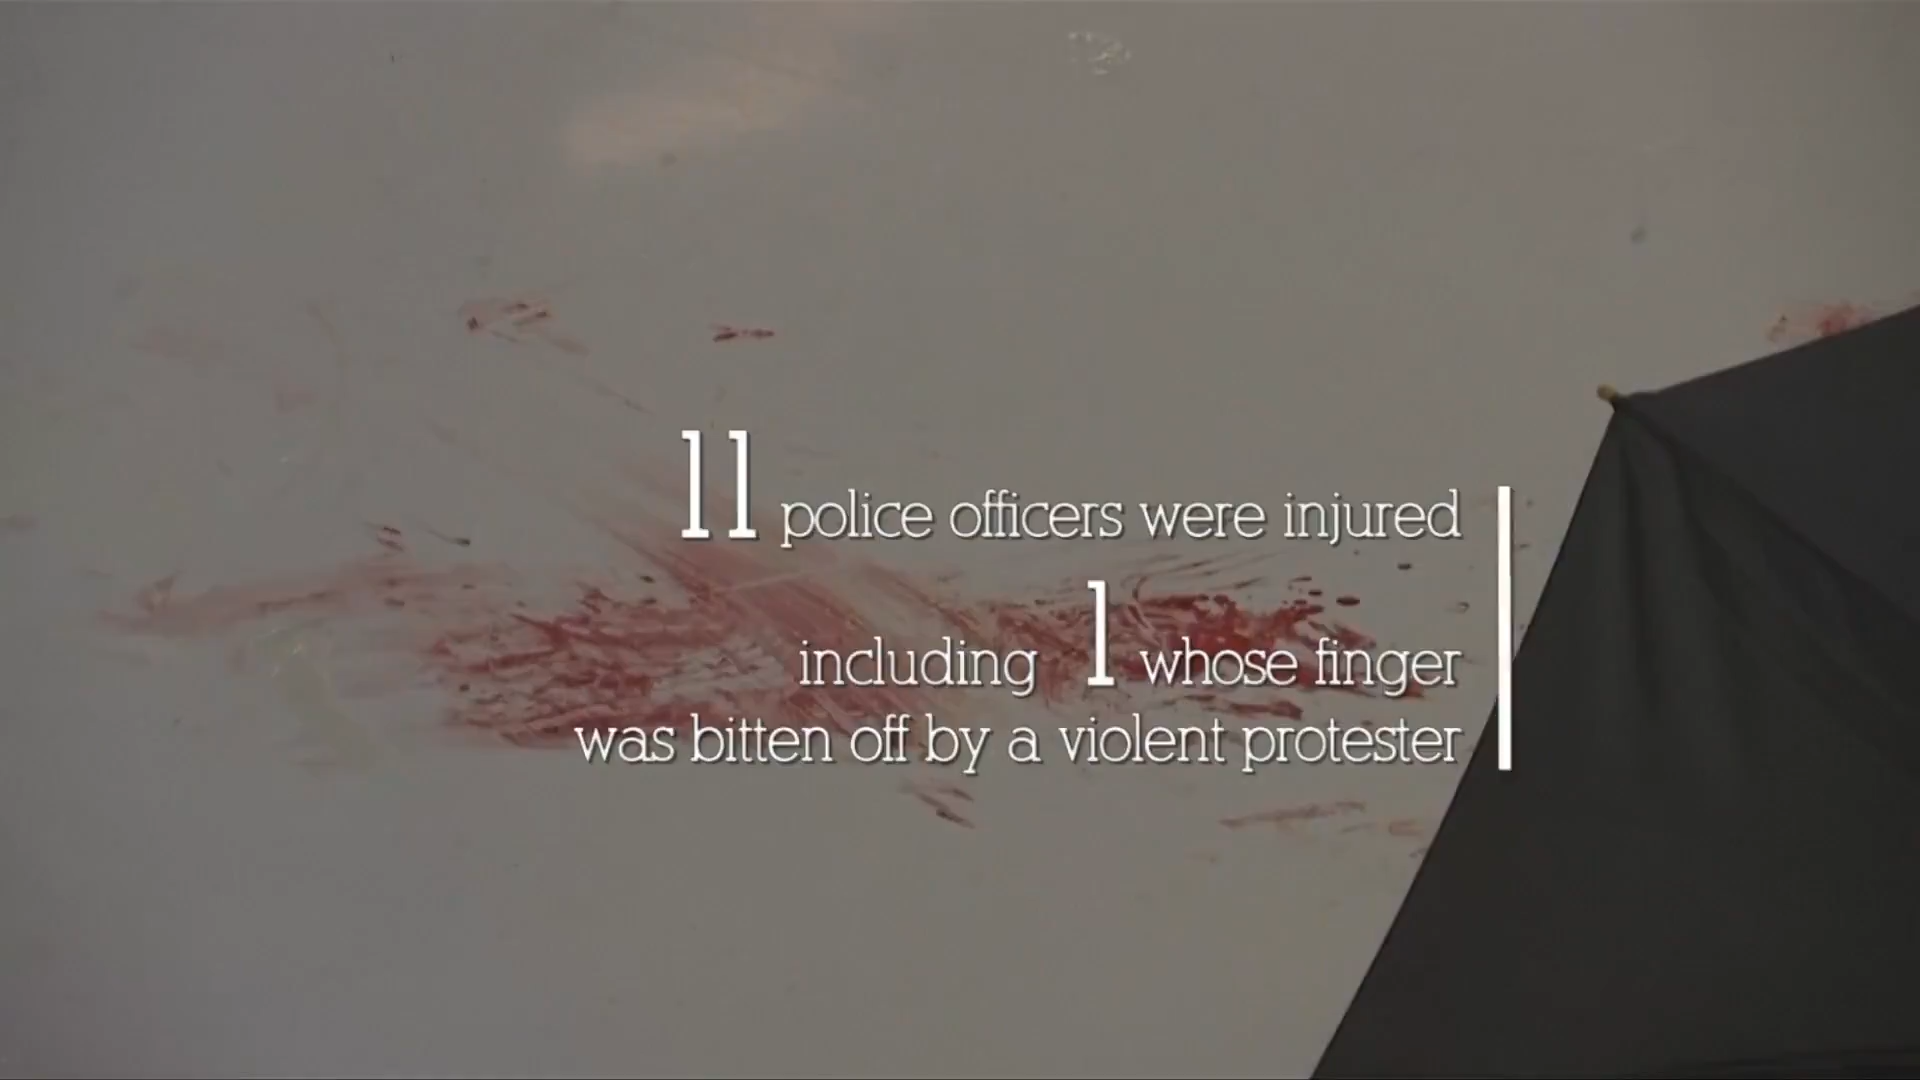 11 police officers were injured
including 1 whose finger
was bitten off by a violent protester